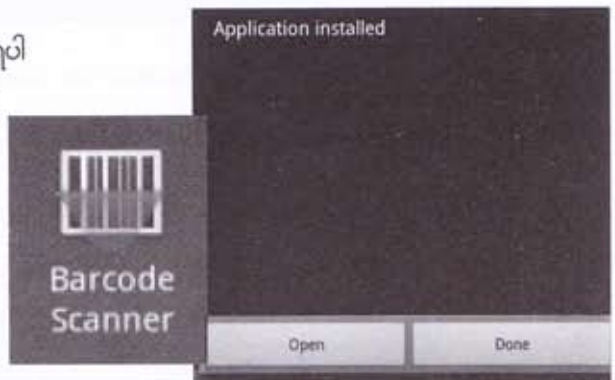 Application installed
Barcode
Scanner
Open
Done